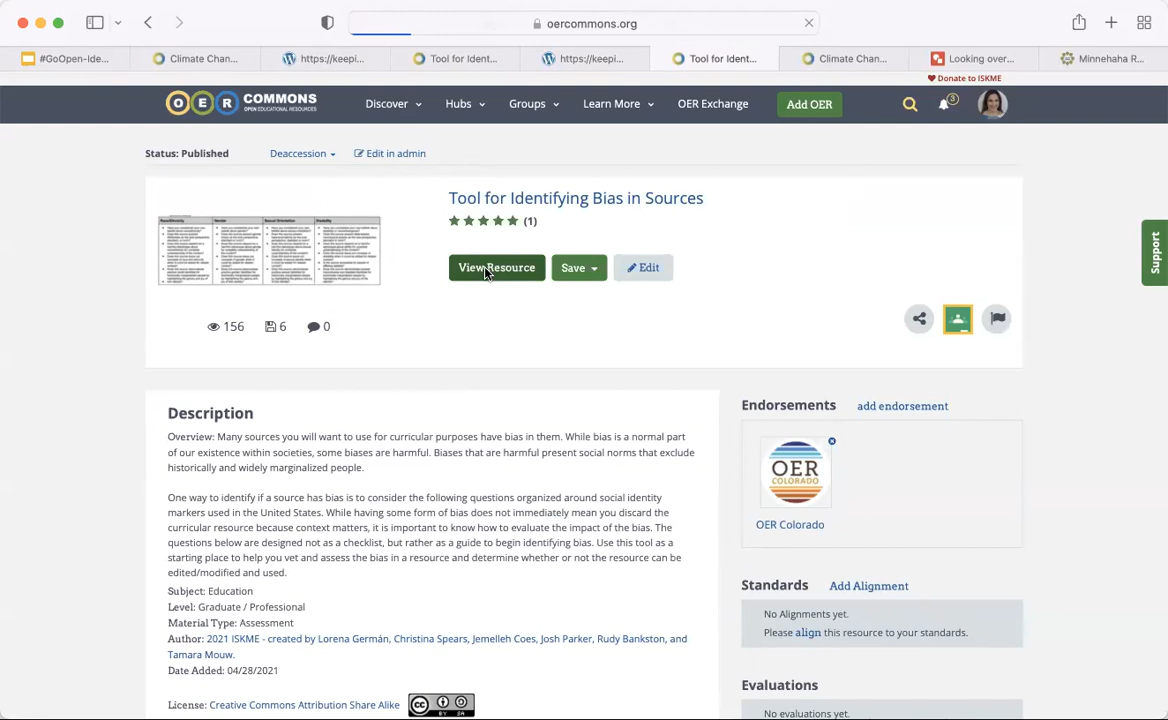 oercommons.org
#GoOpen-Ide...
Climate Chan...
https://keepi...
Tool for Identi...
https://keepi...
Tool for Ident...
Climate Chan...
Looking over...
Minnehaha R...
Donate to ISKME
OER COMMONS
OPEN EDUCATIONAL RESOURCES
Discover
Hubs
Groups
Learn More
OER Exchange
Add OER
3
Status: Published
Deaccession
Edit in admin
Tool for Identifying Bias in Sources
(1)
View Resource
Save
Edit
156
6
0
Support
Description
Overview: Many sources you will want to use for curricular purposes have bias in them. While bias is a normal part
of our existence within societies, some biases are harmful. Biases that are harmful present social norms that exclude
historically and widely marginalized people.
One way to identify if a source has bias is to consider the following questions organized around social identity
markers used in the United States. While having some form of bias does not immediately mean you discard the
curricular resource because context matters, it is important to know how to evaluate the impact of the bias. The
questions below are designed not as a checklist, but rather as a guide to begin identifying bias. Use this tool as a
starting place to help you vet and assess the bias in a resource and determine whether or not the resource can be
edited/modified and used.
Subject: Education
Level: Graduate / Professional
Material Type: Assessment
Author: 2021 ISKME - created by Lorena Germán, Christina Spears, Jemelleh Coes, Josh Parker, Rudy Bankston, and
Tamara Mouw.
Date Added: 04/28/2021
License: Creative Commons Attribution Share Alike
CC BY SA
Endorsements
add endorsement
OER
COLORADO
OER Colorado
Standards
Add Alignment
No Alignments yet.
Please align this resource to your standards.
Evaluations
No evaluations yet.